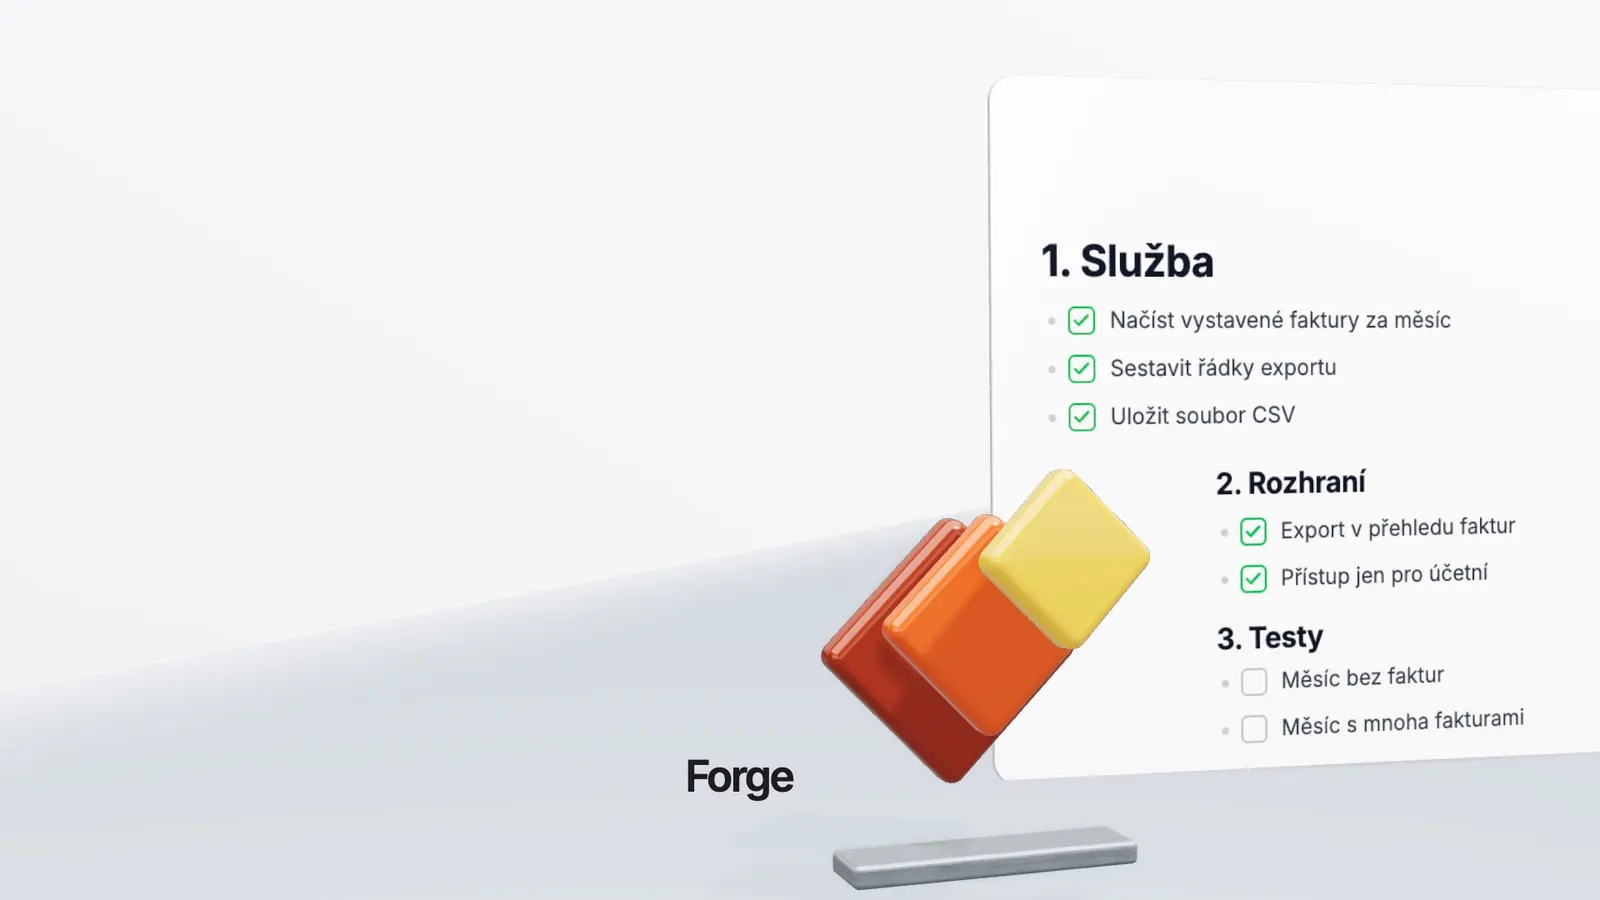 1. Služba
Načíst vystavené faktury za měsíc
Sestavit řádky exportu
Uložit soubor CSV
2. Rozhraní
Export v přehledu faktur
Přístup jen pro účetní
3. Testy
Měsíc bez faktur
Měsíc s mnoha fakturami
Forge